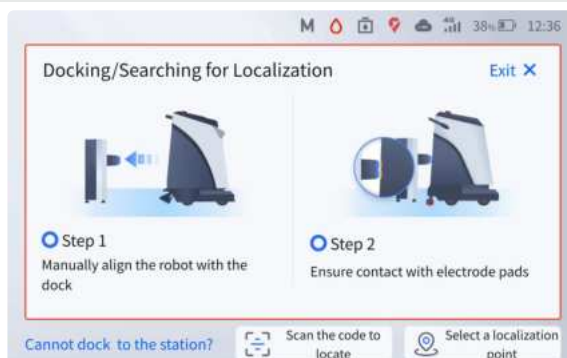 M 4G 38% 12:36
Docking/Searching for Localization
Exit ×
Step 1
Manually align the robot with the
dock
Step 2
Ensure contact with electrode pads
Cannot dock to the station?
Scan the code to
locate
Select a localization
point